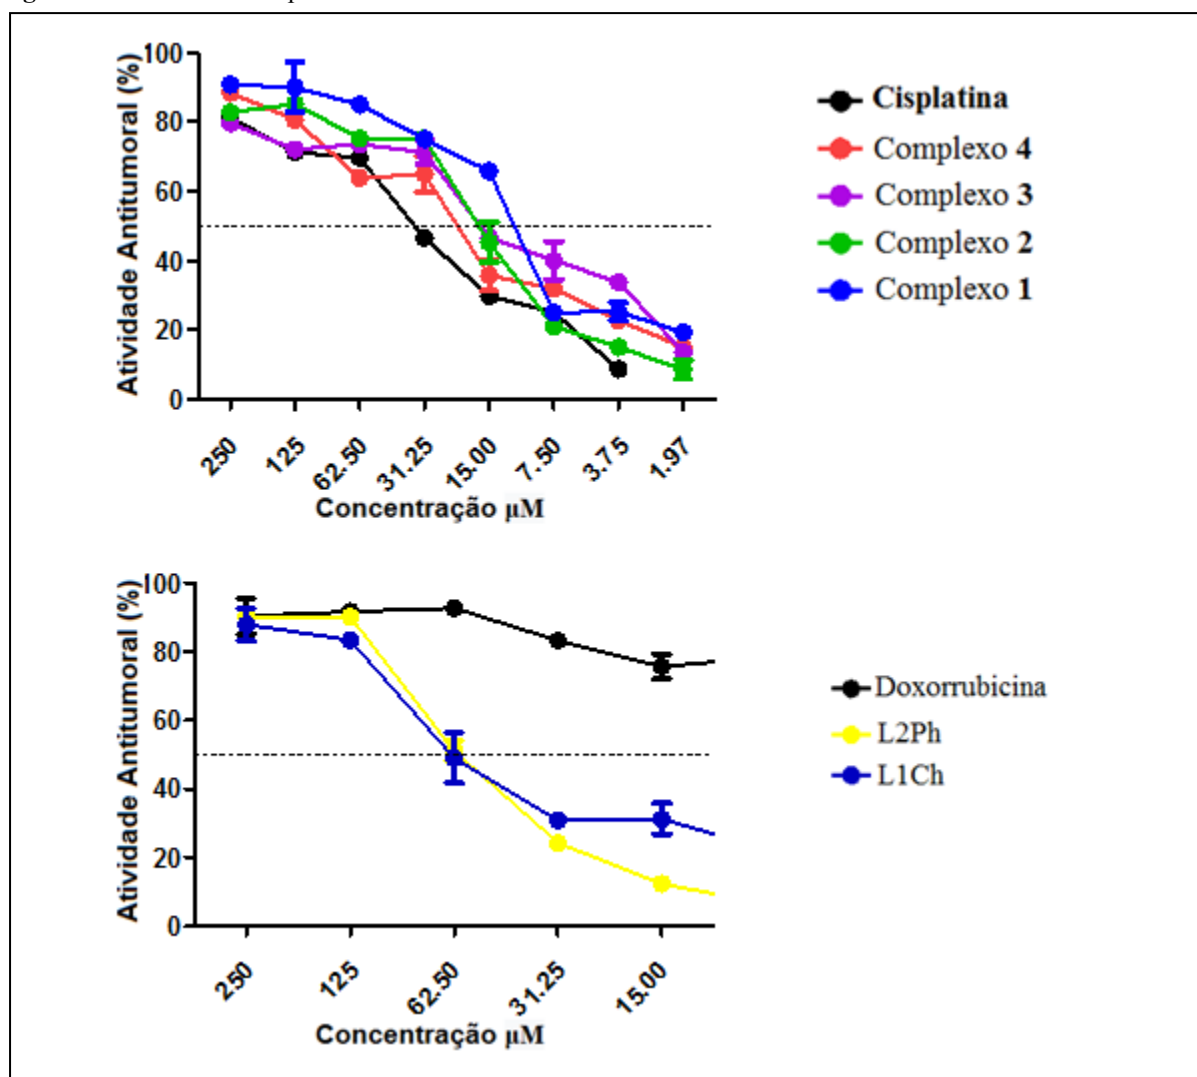 100
80
60
40
20
0
Atividade Antitumoral (%)
250
125
62.50
31.25
15.00
7.50
3.75
1.97
Concentração µM
Cisplatina
Complexo 4
Complexo 3
Complexo 2
Complexo 1
100
80
60
40
20
0
Atividade Antitumoral (%)
250
125
62.50
31.25
15.00
Concentração µM
Doxorrubicina
L2Ph
L1Ch